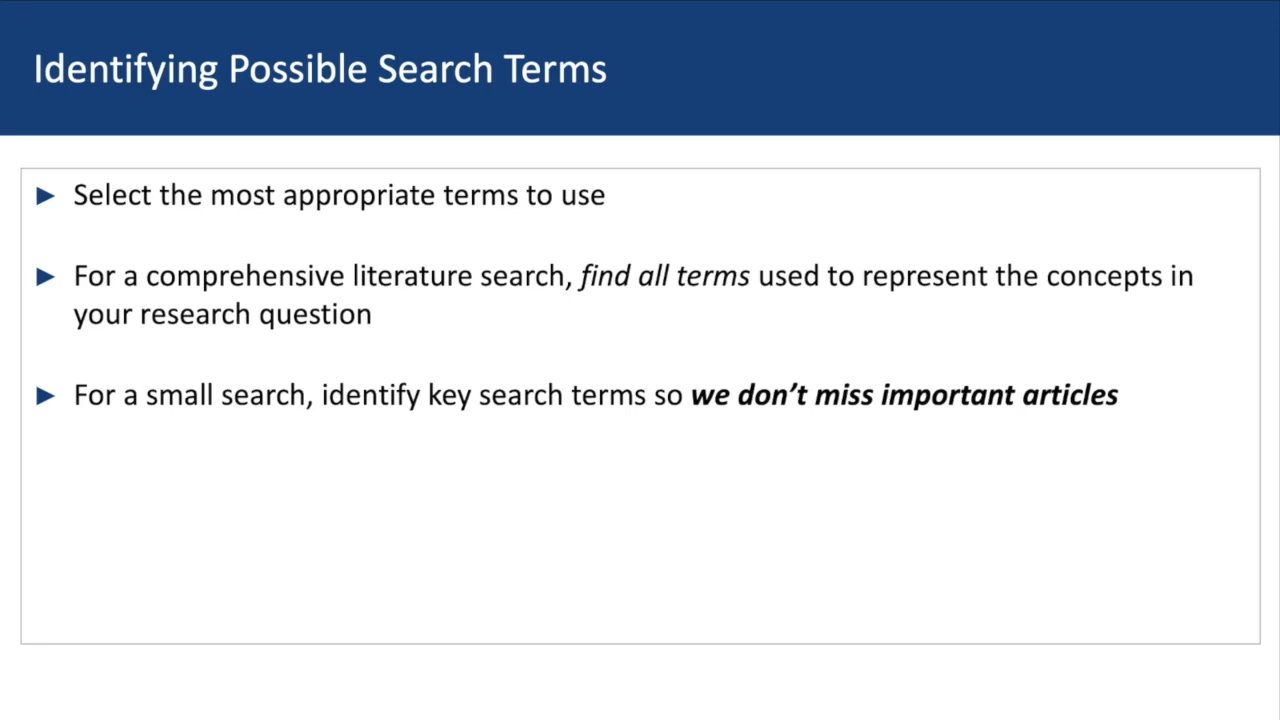 Identifying Possible Search Terms
Select the most appropriate terms to use
For a comprehensive literature search, find all terms used to represent the concepts in
your research question
For a small search, identify key search terms so we don’t miss important articles